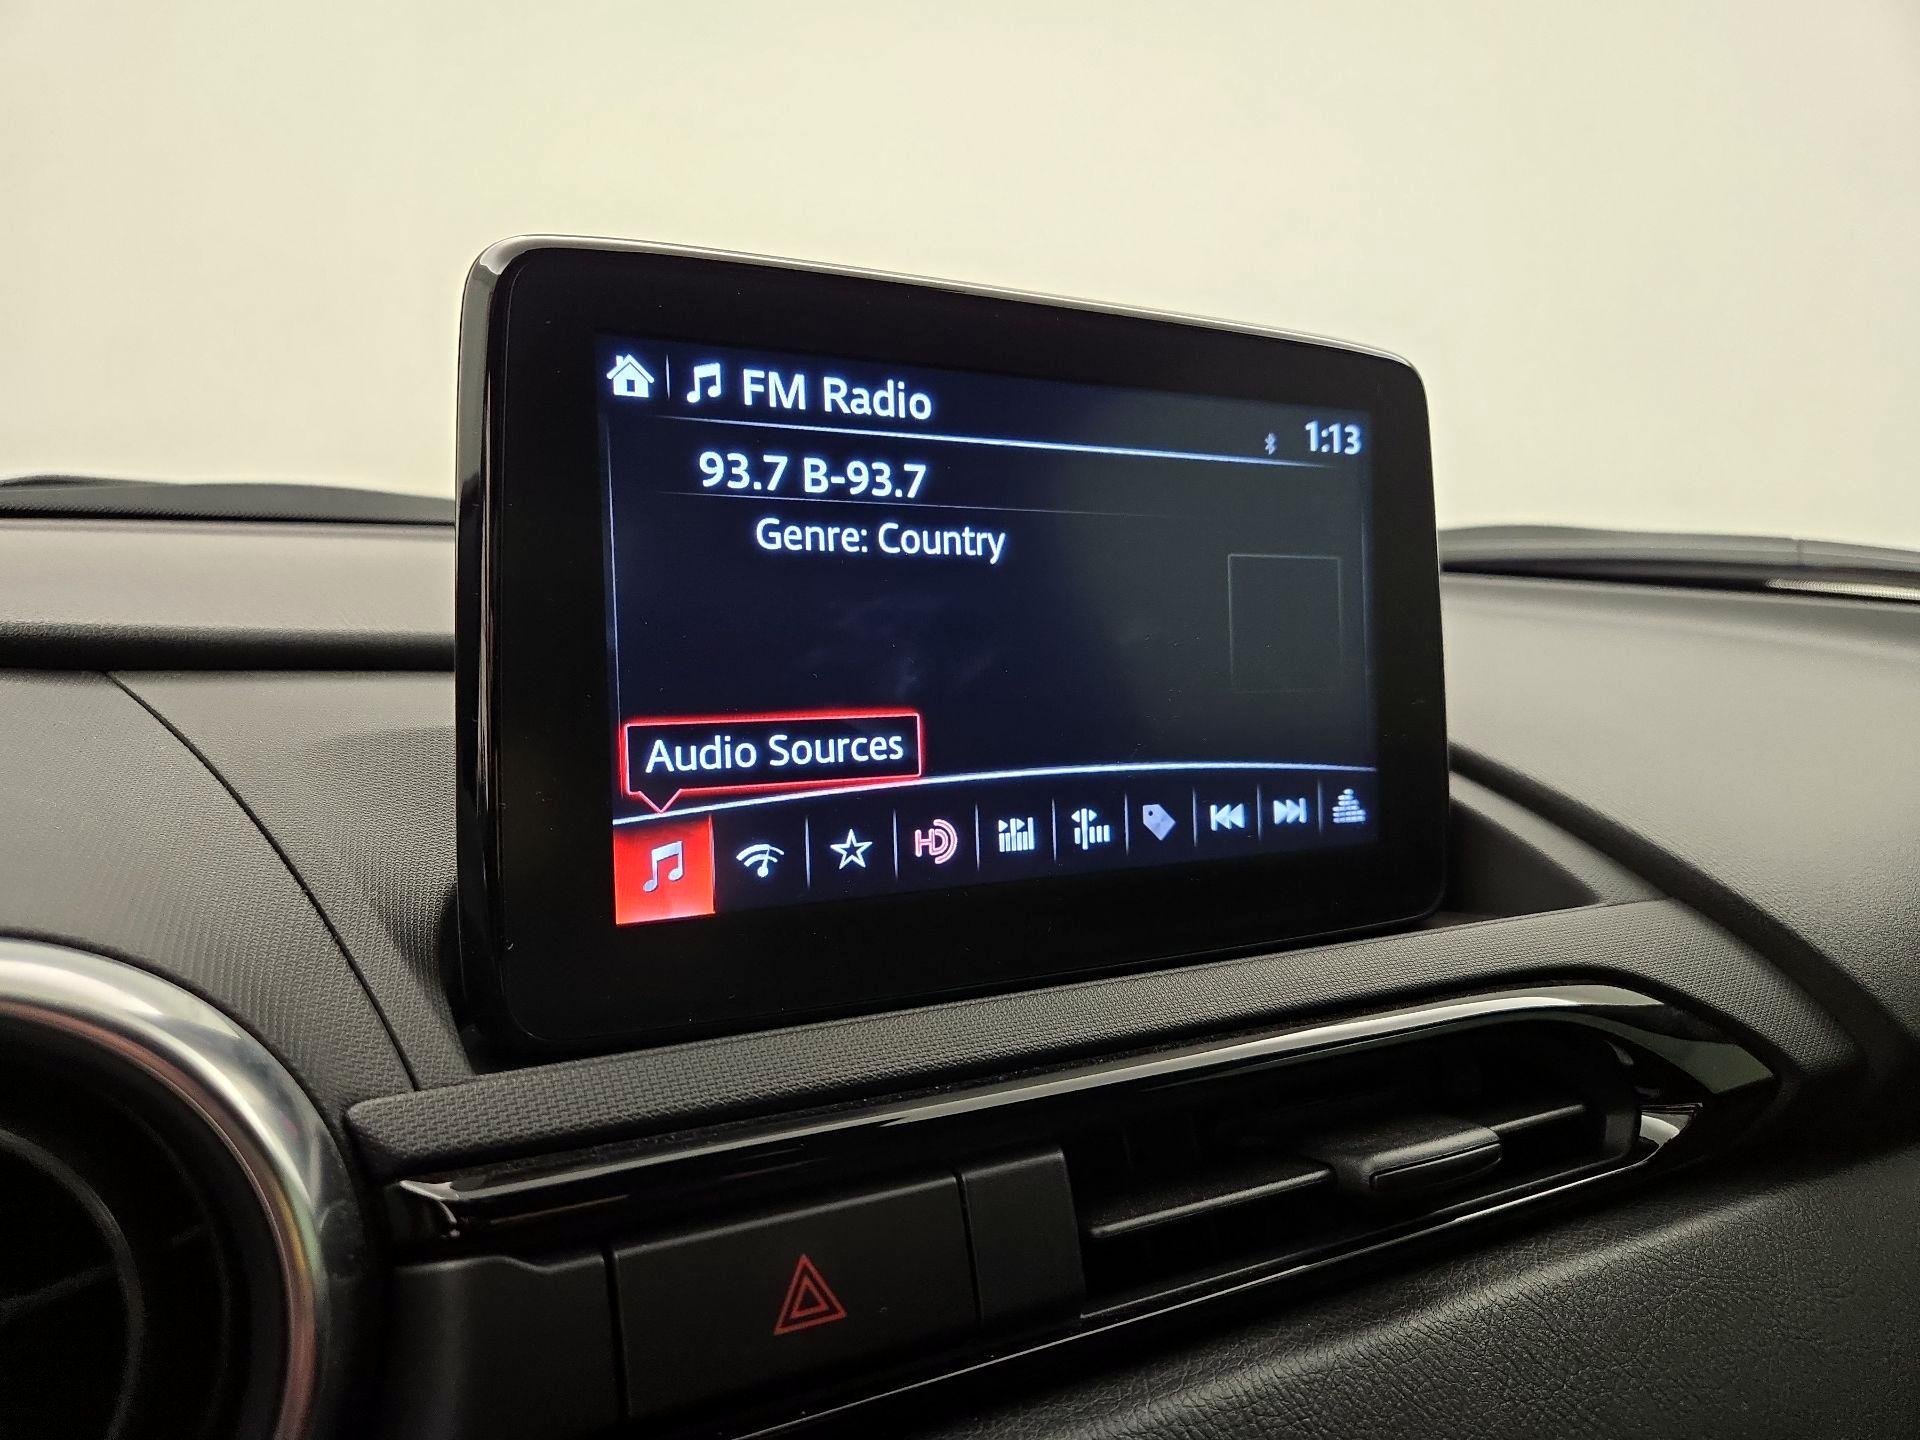 FM Radio
1:13
93.7 B-93.7
Genre: Country
Audio Sources
HD